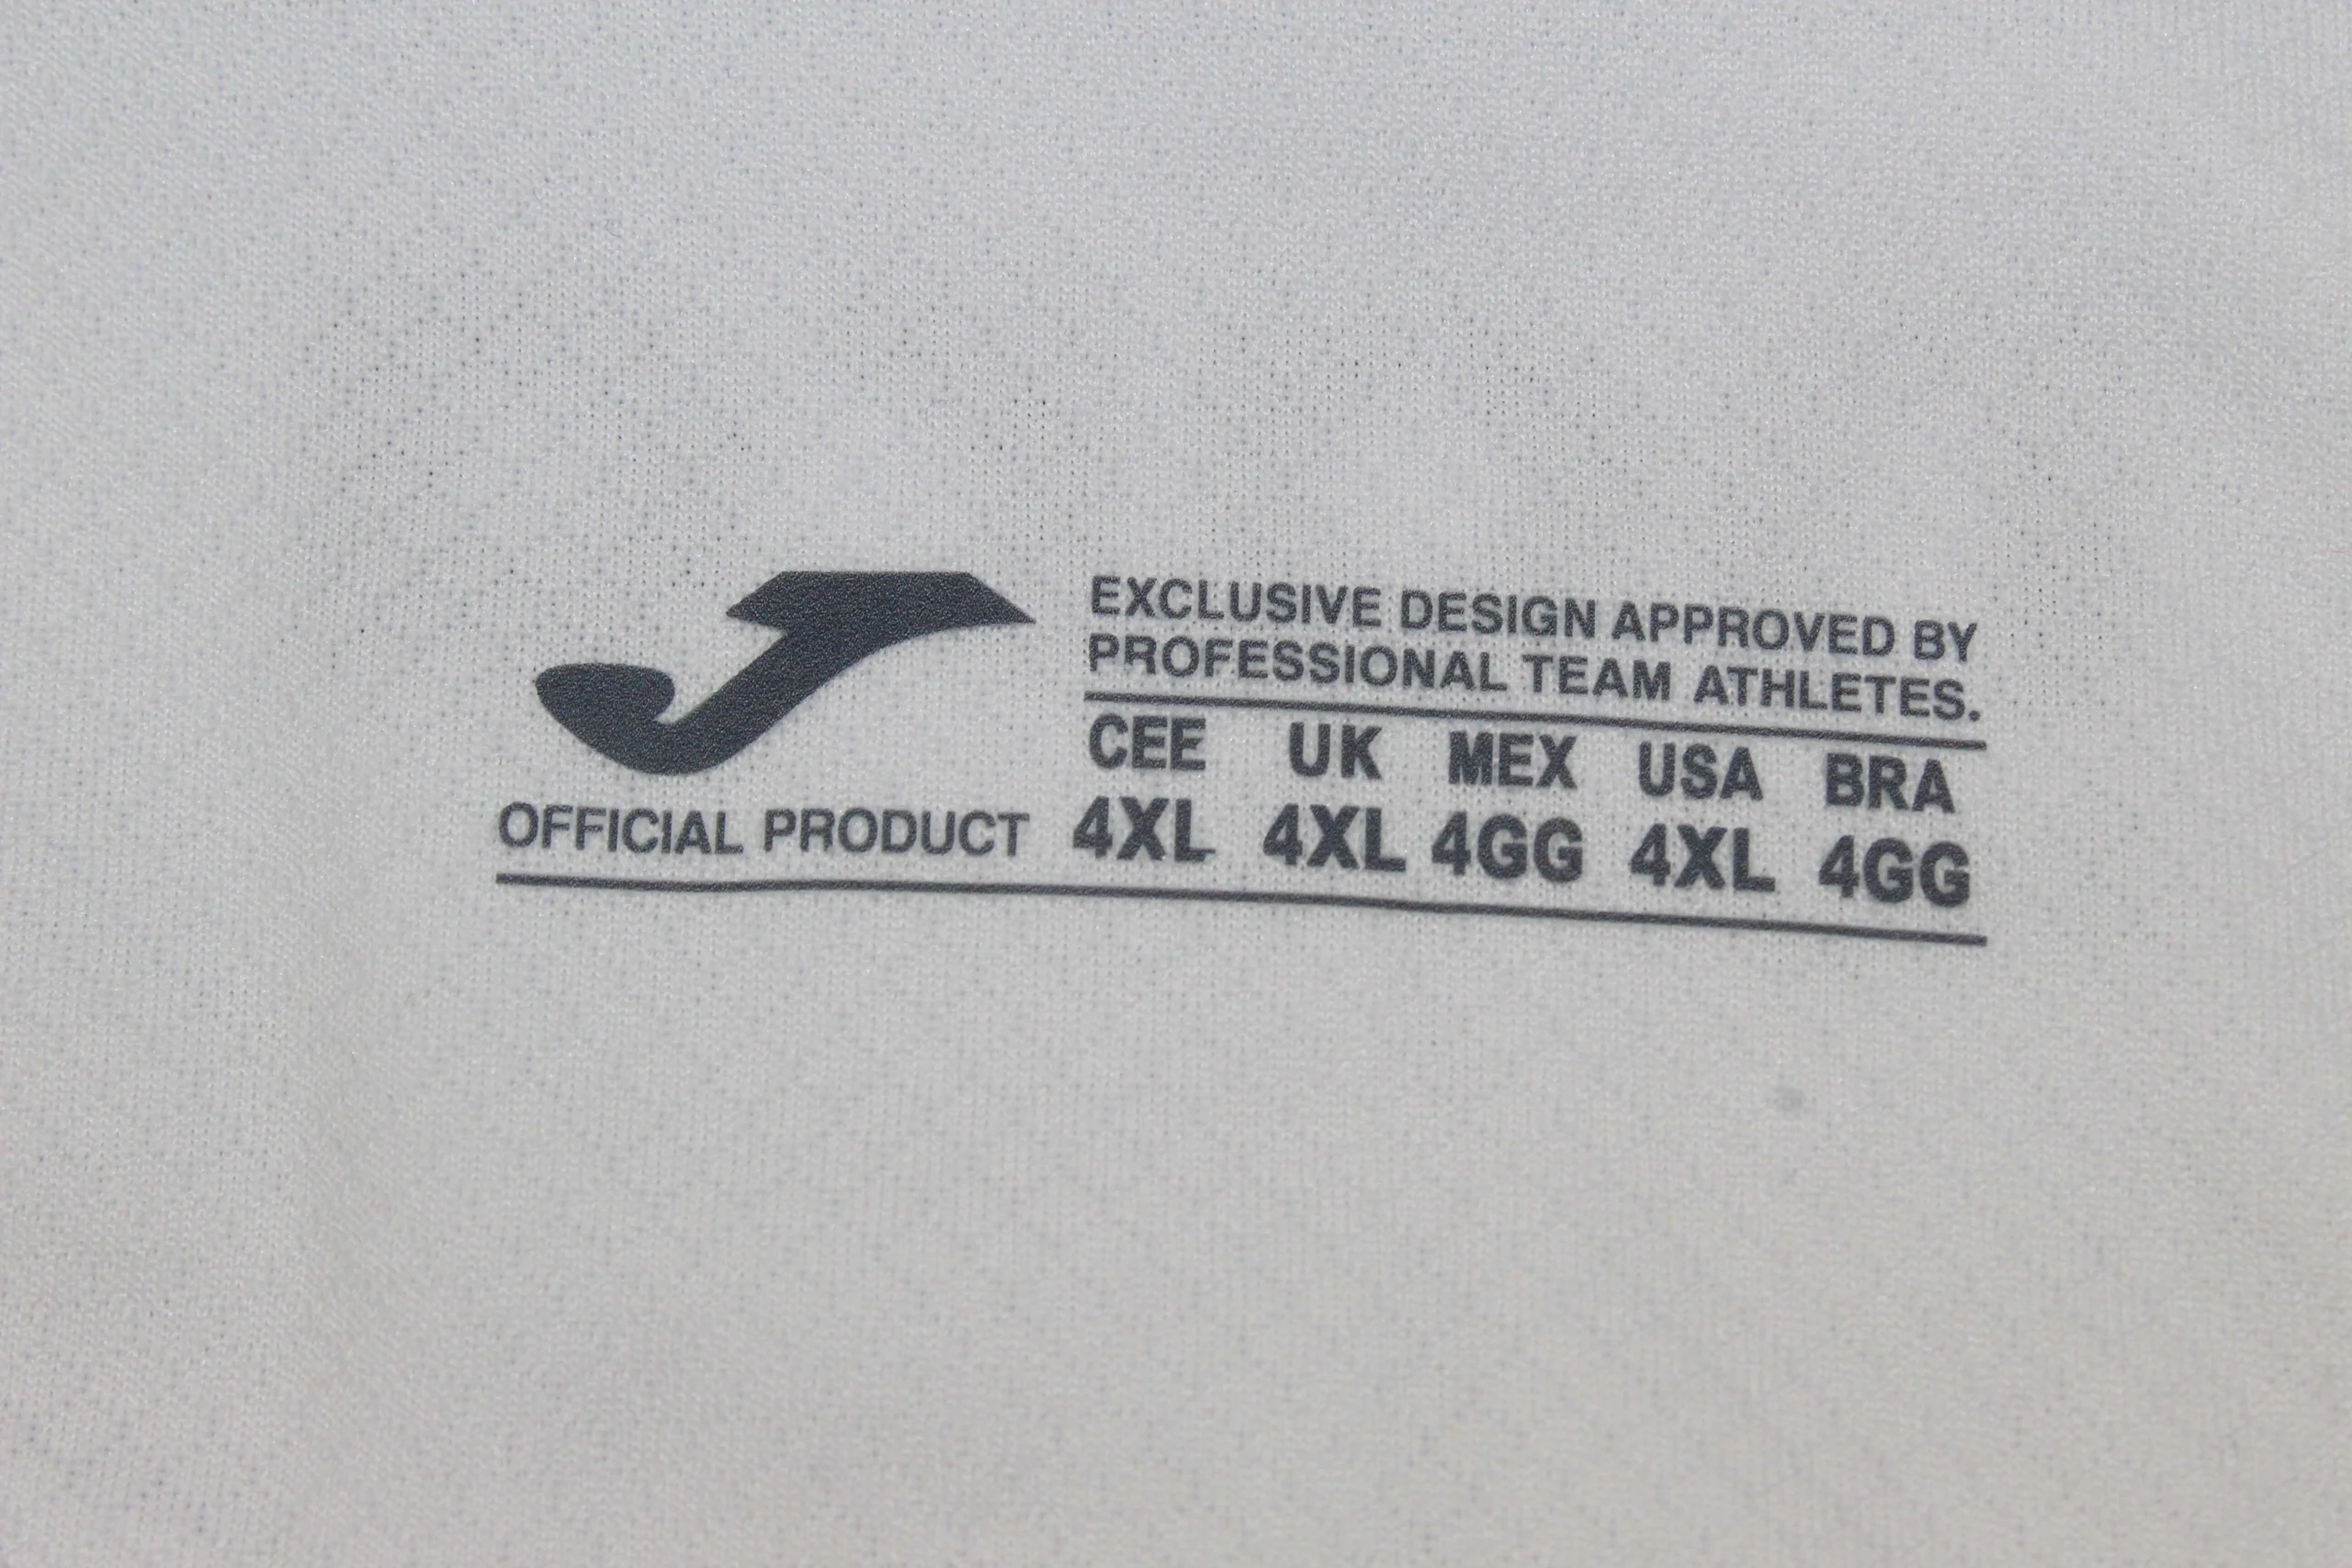 EXCLUSIVE DESIGN APPROVED BY
PROFESSIONAL TEAM ATHLETES.
CEE UK MEX USA BRA
OFFICIAL PRODUCT 4XL 4XL 4GG 4XL 4GG